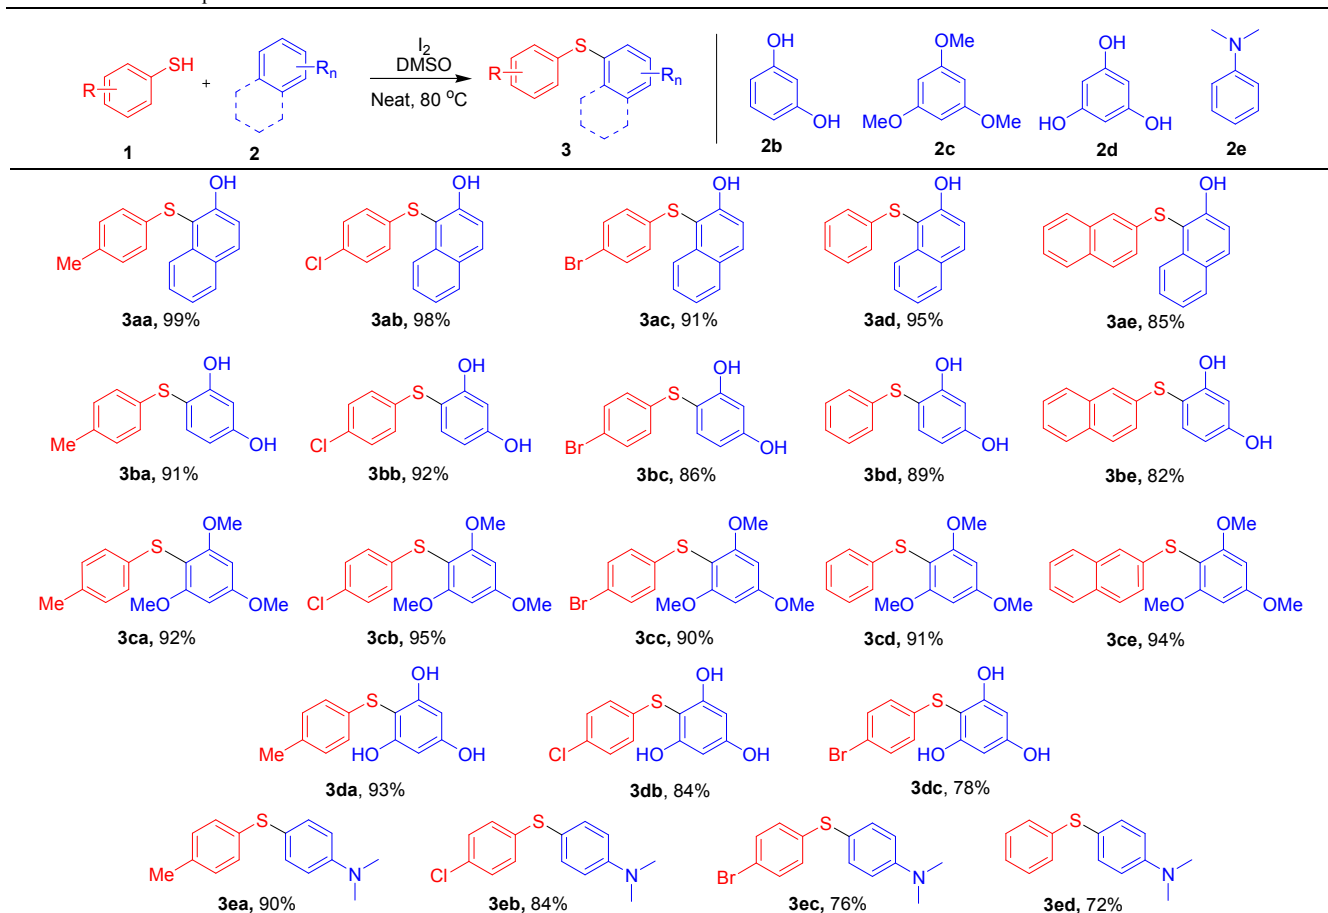 I2
DMSO
Neat, 80 °C
R SH + Rn R S Rn
1 2 3
OH OH 2b
OMe MeO OMe 2c
OH HO OH 2d
N 2e
S OH Me S OH Cl S OH Br S OH S OH
3aa, 99% 3ab, 98% 3ac, 91% 3ad, 95% 3ae, 85%
S OH Me OH S OH Cl OH S OH Br OH S OH OH S OH OH
3ba, 91% 3bb, 92% 3bc, 86% 3bd, 89% 3be, 82%
S OMe Me MeO OMe S OMe Cl MeO OMe S OMe Br MeO OMe S OMe MeO OMe S OMe MeO OMe
3ca, 92% 3cb, 95% 3cc, 90% 3cd, 91% 3ce, 94%
S OH Me HO OH S OH Cl HO OH S OH Br HO OH
3da, 93% 3db, 84% 3dc, 78%
S Me N S Cl N S Br N S N
3ea, 90% 3eb, 84% 3ec, 76% 3ed, 72%